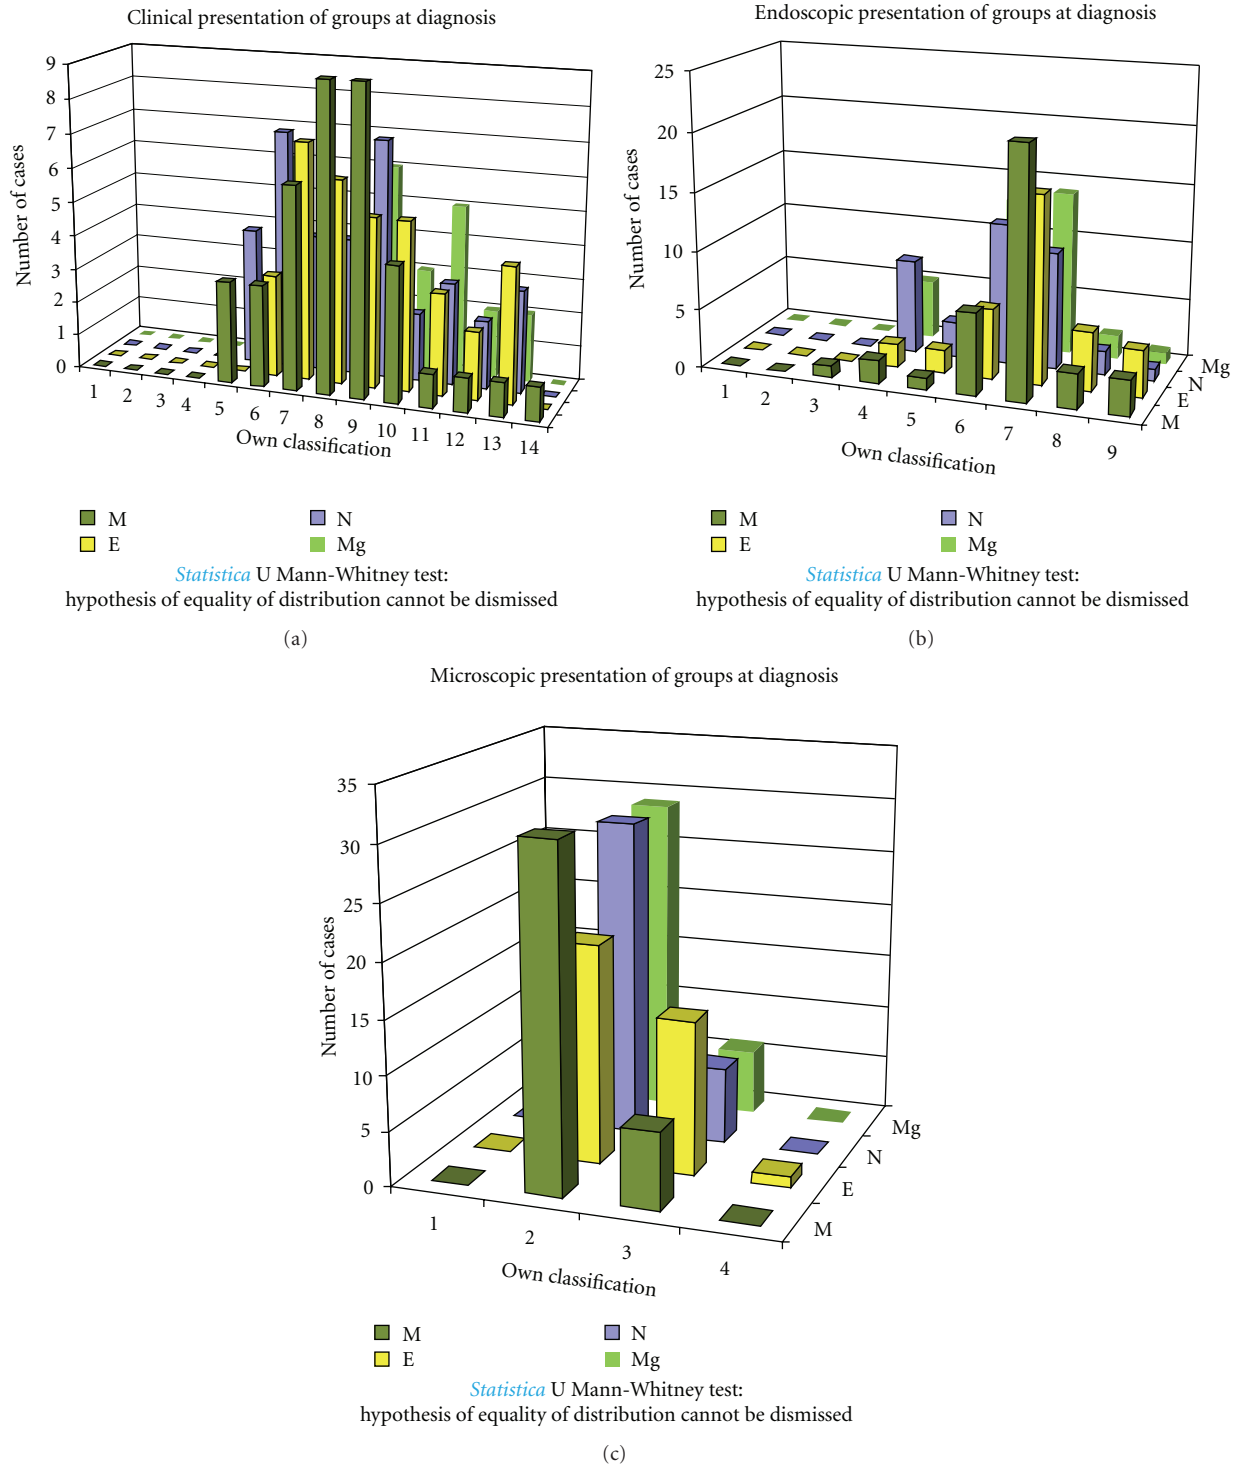 Clinical presentation of groups at diagnosis
Number of cases
9
8
7
6
5
4
3
2
1
0
1 2 3 4 5 6 7 8 9 10 11 12 13 14
Own classification
M N
E Mg
Statistica U Mann-Whitney test:
hypothesis of equality of distribution cannot be dismissed
(a)
Endoscopic presentation of groups at diagnosis
Number of cases
25
20
15
10
5
0
1 2 3 4 5 6 7 8 9
Mg
N
E
M
Own classification
M N
E Mg
Statistica U Mann-Whitney test:
hypothesis of equality of distribution cannot be dismissed
(b)
Microscopic presentation of groups at diagnosis
Number of cases
35
30
25
20
15
10
5
0
1 2 3 4
Mg
N
E
M
Own classification
M N
E Mg
Statistica U Mann-Whitney test:
hypothesis of equality of distribution cannot be dismissed
(c)